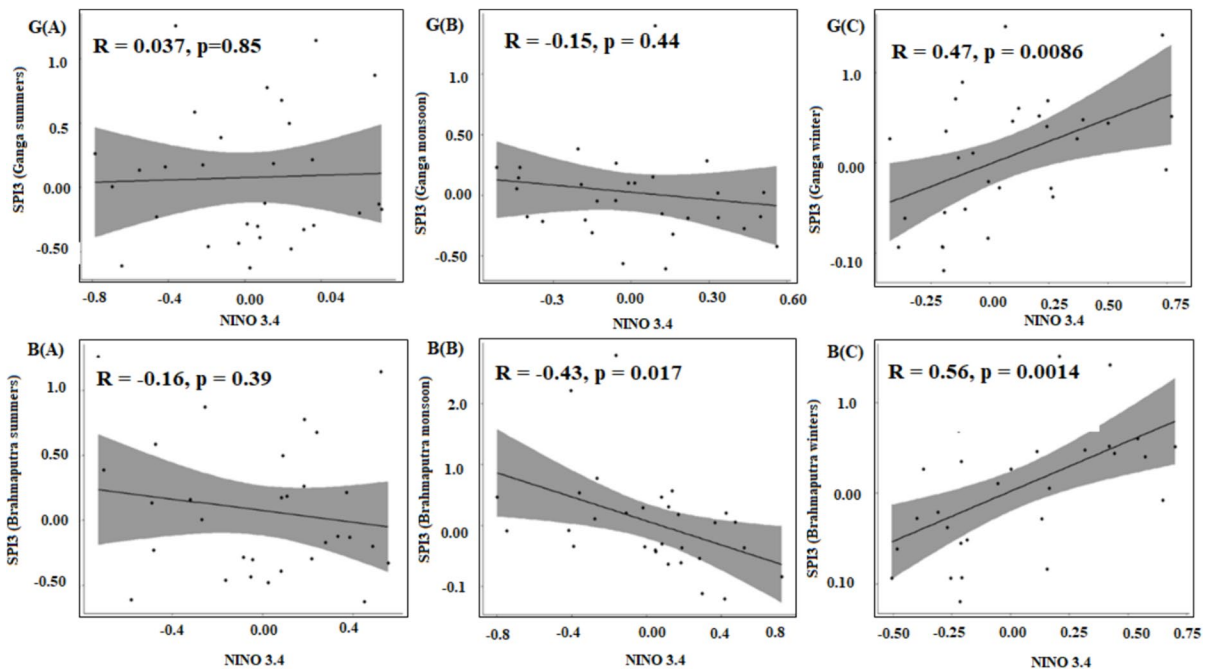 G(A)
R = 0.037, p=0.85
SPI3 (Ganga summers)
1.0
0.5
0.00
-0.50
-0.8
-0.4
0.00
0.04
NINO 3.4
G(B)
R = -0.15, p = 0.44
SPI3 (Ganga monsoon)
1.0
0.50
0.00
-0.50
-0.3
0.00
0.30
0.60
NINO 3.4
G(C)
R = 0.47, p = 0.0086
SPI3 (Ganga winter)
1.0
0.00
-0.10
-0.25
0.00
0.25
0.50
0.75
NINO 3.4
B(A)
R = -0.16, p = 0.39
SPI3 (Brahmaputra summers)
1.0
0.50
0.00
-0.50
-0.4
0.00
0.4
NINO 3.4
B(B)
R = -0.43, p = 0.017
SPI3 (Brahmaputra monsoon)
2.0
1.0
0.00
-0.1
-0.8
-0.4
0.00
0.4
0.8
NINO 3.4
B(C)
R = 0.56, p = 0.0014
SPI3 (Brahmaputra winters)
1.0
0.00
0.10
-0.50
-0.25
0.00
0.25
0.50
0.75
NINO 3.4